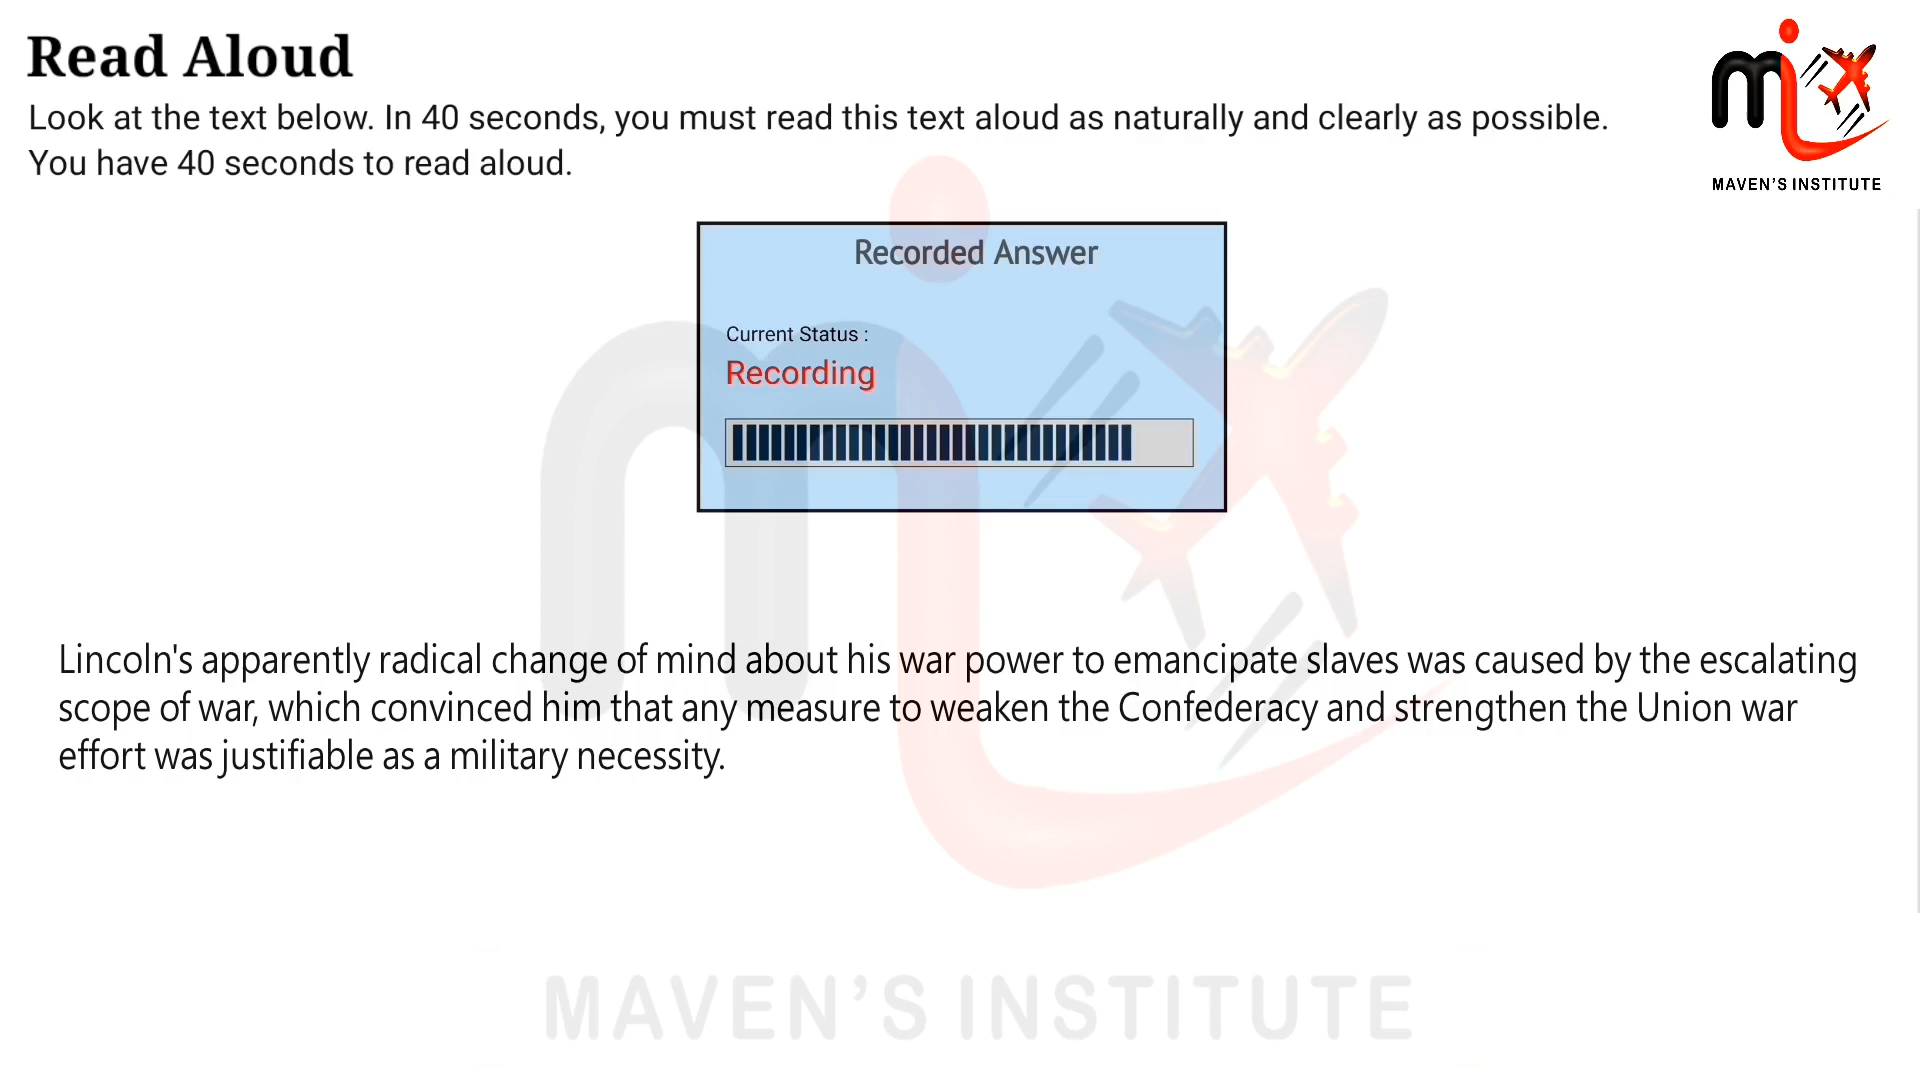 Read Aloud
Look at the text below. In 40 seconds, you must read this text aloud as naturally and clearly as possible.
You have 40 seconds to read aloud.
mi
MAVEN'S INSTITUTE
Recorded Answer
Current Status :
Recording
Lincoln's apparently radical change of mind about his war power to emancipate slaves was caused by the escalating
scope of war, which convinced him that any measure to weaken the Confederacy and strengthen the Union war
effort was justifiable as a military necessity.
MAVEN'S INSTITUTE